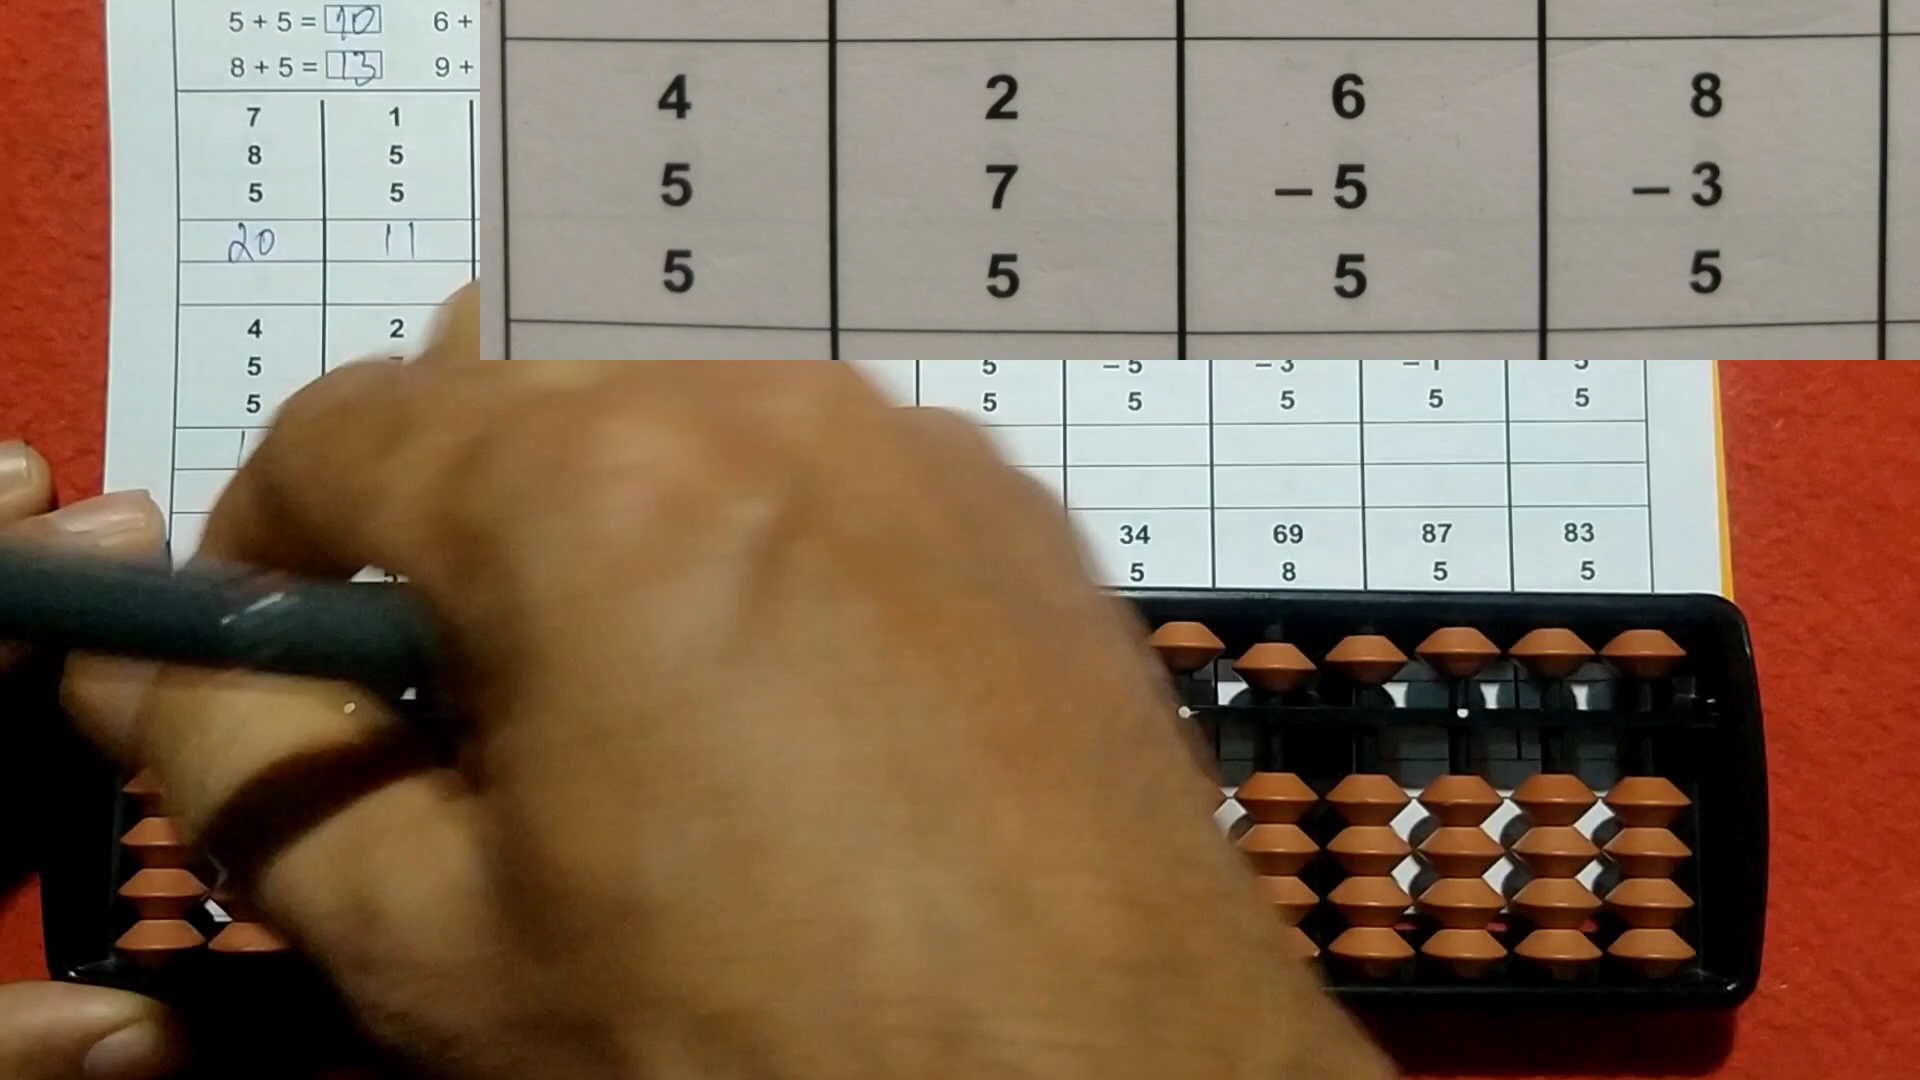 5 + 5 = 10 6 +
8 + 5 = 13 9 +
7 1
8 5
5 5
20 11
4 2 6 8
5 7 – 5 – 3
5 5 5 5
4 2
5
5
5 – 5 – 3 – 1 5
5 5 5 5 5
34 69 87 83
5 8 5 5